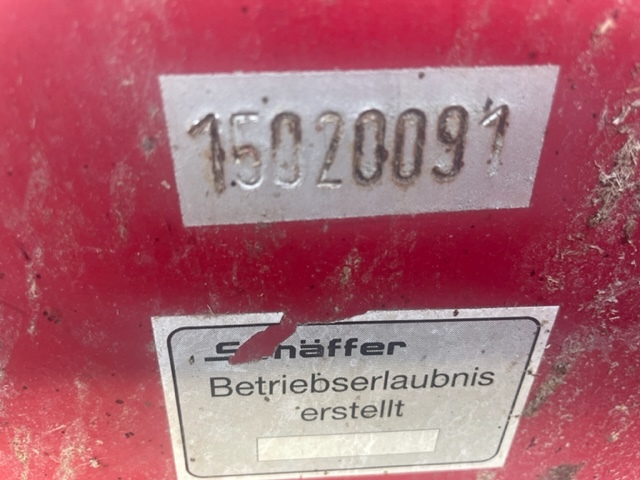 15020091
Schäffer
Betriebserlaubnis
erstellt